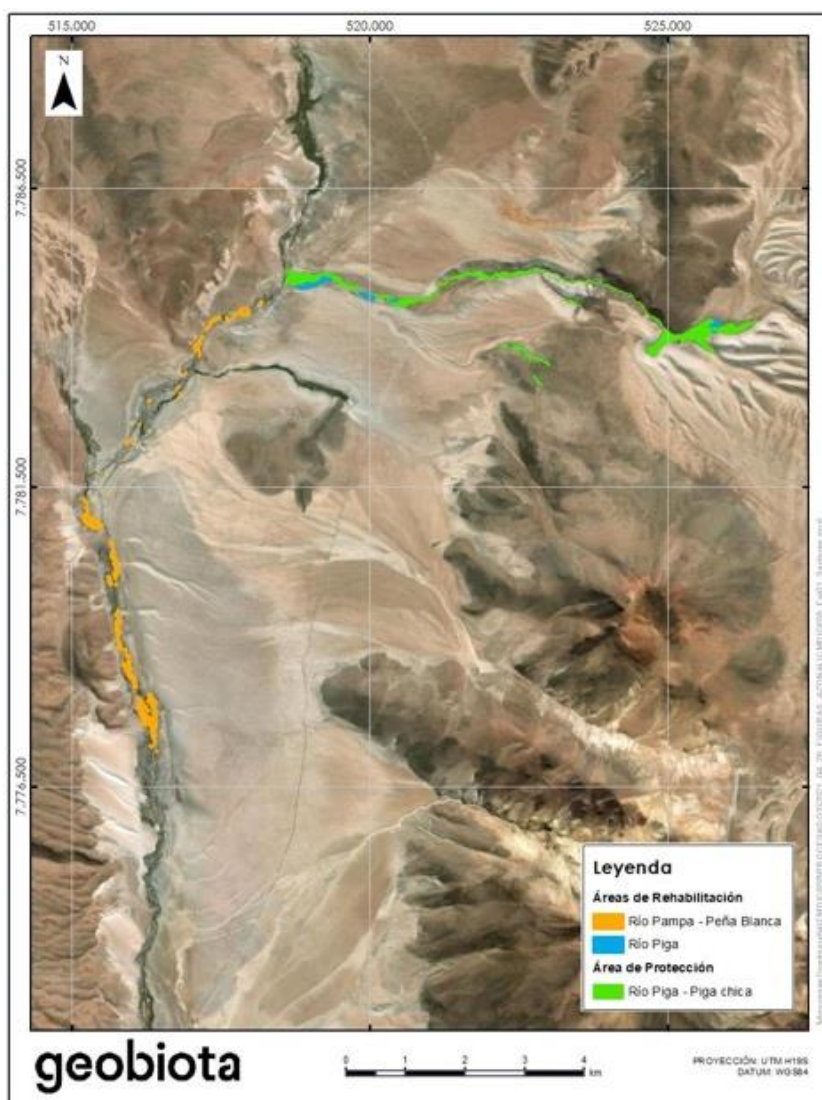 515.000
520.000
525.000
N
7.786.500
7.781.500
7.776.500
Leyenda
Áreas de Rehabilitación
Río Pampa - Peña Blanca
Río Piga
Área de Protección
Río Piga - Piga chica
geobiota
0 1 2 3 4
km
PROYECCIÓN: UTM H19S
DATUM: WGS84